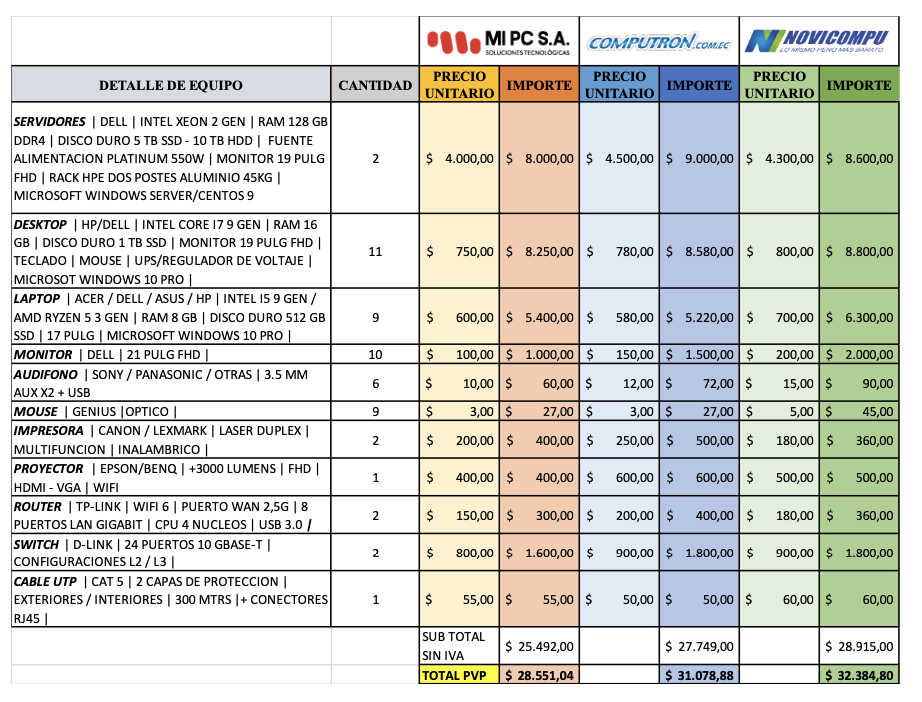 MI PC S.A.
SOLUCIONES TECNOLÓGICAS
COMPUTRON.COM.EC
NOVICOMPU
LO MISMO PERO MÁS BARATO
DETALLE DE EQUIPO CANTIDAD PRECIO UNITARIO IMPORTE PRECIO UNITARIO IMPORTE PRECIO UNITARIO IMPORTE
SERVIDORES | DELL | INTEL XEON 2 GEN | RAM 128 GB
DDR4 | DISCO DURO 5 TB SSD - 10 TB HDD | FUENTE
ALIMENTACION PLATINUM 550W | MONITOR 19 PULG
FHD | RACK HPE DOS POSTES ALUMINIO 45KG |
MICROSOFT WINDOWS SERVER/CENTOS 9
2 $ 4.000,00 $ 8.000,00 $ 4.500,00 $ 9.000,00 $ 4.300,00 $ 8.600,00
DESKTOP | HP/DELL | INTEL CORE I7 9 GEN | RAM 16
GB | DISCO DURO 1 TB SSD | MONITOR 19 PULG FHD |
TECLADO | MOUSE | UPS/REGULADOR DE VOLTAJE |
MICROSOT WINDOWS 10 PRO |
11 $ 750,00 $ 8.250,00 $ 780,00 $ 8.580,00 $ 800,00 $ 8.800,00
LAPTOP | ACER / DELL / ASUS / HP | INTEL I5 9 GEN /
AMD RYZEN 5 3 GEN | RAM 8 GB | DISCO DURO 512 GB
SSD | 17 PULG | MICROSOFT WINDOWS 10 PRO |
9 $ 600,00 $ 5.400,00 $ 580,00 $ 5.220,00 $ 700,00 $ 6.300,00
MONITOR | DELL | 21 PULG FHD | 10 $ 100,00 $ 1.000,00 $ 150,00 $ 1.500,00 $ 200,00 $ 2.000,00
AUDIFONO | SONY / PANASONIC / OTRAS | 3.5 MM
AUX X2 + USB
6 $ 10,00 $ 60,00 $ 12,00 $ 72,00 $ 15,00 $ 90,00
MOUSE | GENIUS |OPTICO | 9 $ 3,00 $ 27,00 $ 3,00 $ 27,00 $ 5,00 $ 45,00
IMPRESORA | CANON / LEXMARK | LASER DUPLEX |
MULTIFUNCION | INALAMBRICO |
2 $ 200,00 $ 400,00 $ 250,00 $ 500,00 $ 180,00 $ 360,00
PROYECTOR | EPSON/BENQ | +3000 LUMENS | FHD |
HDMI - VGA | WIFI
1 $ 400,00 $ 400,00 $ 600,00 $ 600,00 $ 500,00 $ 500,00
ROUTER | TP-LINK | WIFI 6 | PUERTO WAN 2,5G | 8
PUERTOS LAN GIGABIT | CPU 4 NUCLEOS | USB 3.0 |
2 $ 150,00 $ 300,00 $ 200,00 $ 400,00 $ 180,00 $ 360,00
SWITCH | D-LINK | 24 PUERTOS 10 GBASE-T |
CONFIGURACIONES L2 / L3 |
2 $ 800,00 $ 1.600,00 $ 900,00 $ 1.800,00 $ 900,00 $ 1.800,00
CABLE UTP | CAT 5 | 2 CAPAS DE PROTECCION |
EXTERIORES / INTERIORES | 300 MTRS |+ CONECTORES
RJ45 |
1 $ 55,00 $ 55,00 $ 50,00 $ 50,00 $ 60,00 $ 60,00
SUB TOTAL
SIN IVA
$ 25.492,00 $ 27.749,00 $ 28.915,00
TOTAL PVP $ 28.551,04 $ 31.078,88 $ 32.384,80